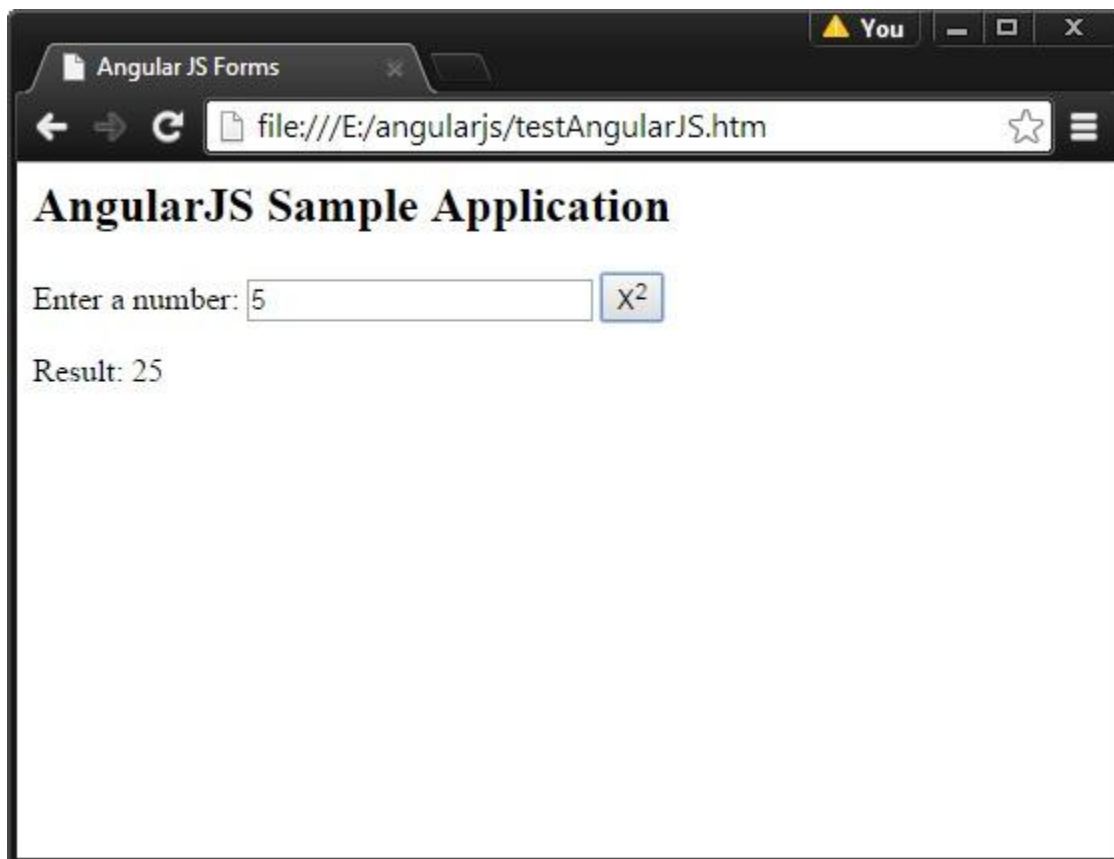 You
Angular JS Forms
file:///E:/angularjs/testAngularJS.htm
AngularJS Sample Application
Enter a number: 5 X²
Result: 25